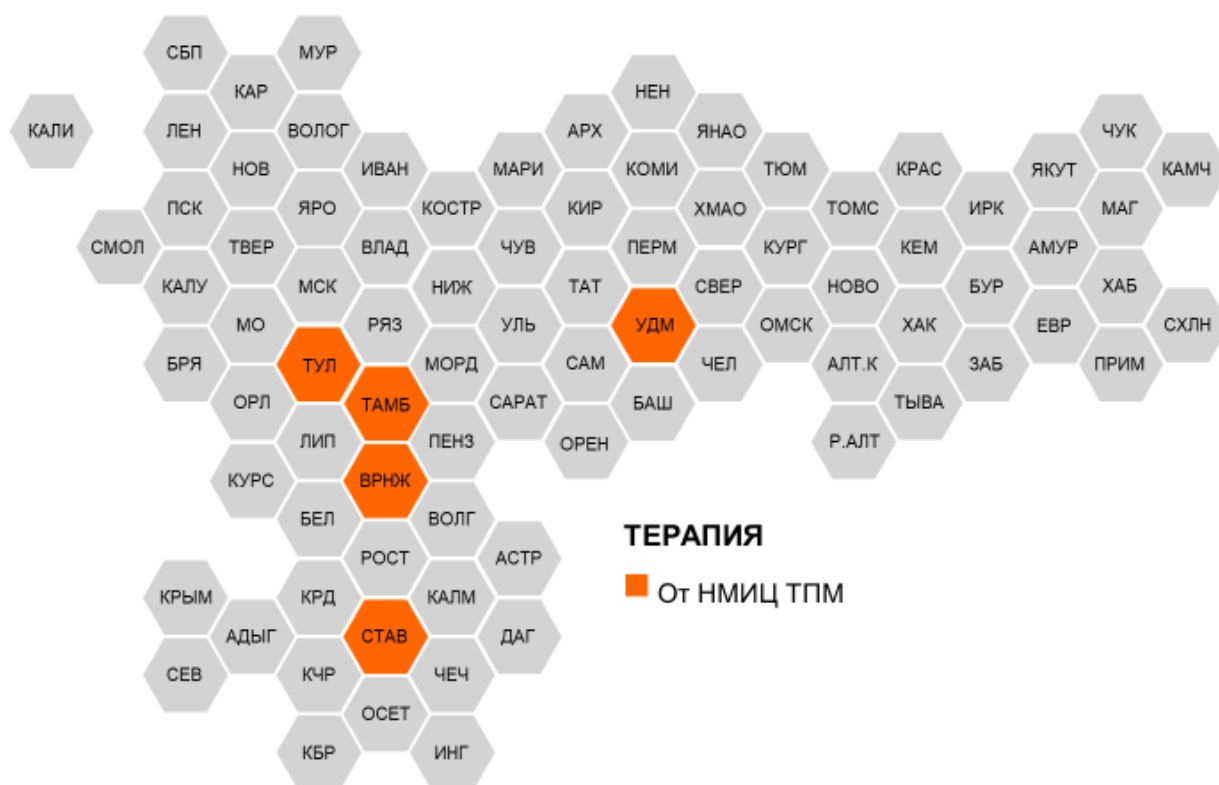 СБП МУР
КАР НЕН
КАЛИ ЛЕН ВОЛОГ АРХ ЯНАО ЧУК
НОВ ИВАН МАРИ КОМИ ТЮМ КРАС ЯКУТ КАМЧ
ПСК ЯРО КОСТР КИР ХМАО ТОМС ИРК МАГ
СМОЛ ТВЕР ВЛАД ЧУВ ПЕРМ КУРГ КЕМ АМУР
КАЛУ МСК НИЖ ТАТ СВЕР НОВО БУР ХАБ
МО РЯЗ УЛЬ УДМ ОМСК ХАК ЕВР СХЛН
БРЯ ТУЛ МОРД САМ ЧЕЛ АЛТ.К ЗАБ ПРИМ
ОРЛ ТАМБ САРАТ БАШ ТЫВА
ЛИП ПЕНЗ ОРЕН Р.АЛТ
КУРС ВРНЖ
БЕЛ ВОЛГ
ТЕРАПИЯ
РОСТ АСТР
От НМИЦ ТПМ
КРЫМ КРД КАЛМ
АДЫГ СТАВ ДАГ
СЕВ КЧР ЧЕЧ
ОСЕТ
КБР ИНГ